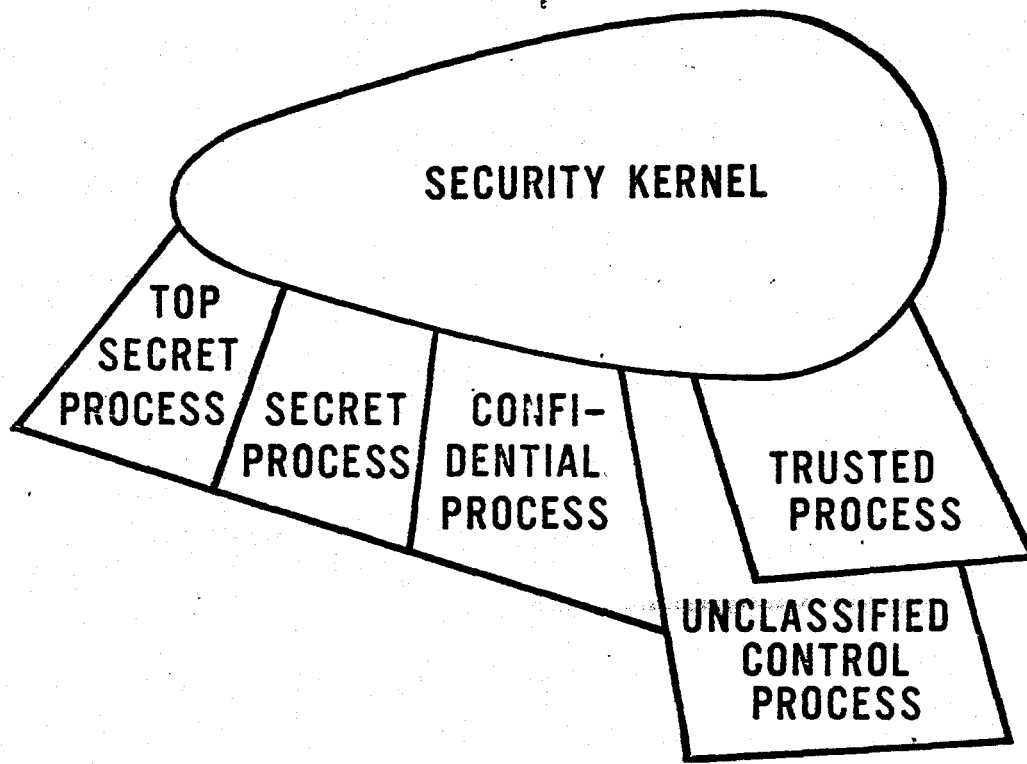 SECURITY KERNEL
TOP
SECRET
PROCESS
SECRET
PROCESS
CONFI-
DENTIAL
PROCESS
TRUSTED
PROCESS
UNCLASSIFIED
CONTROL
PROCESS